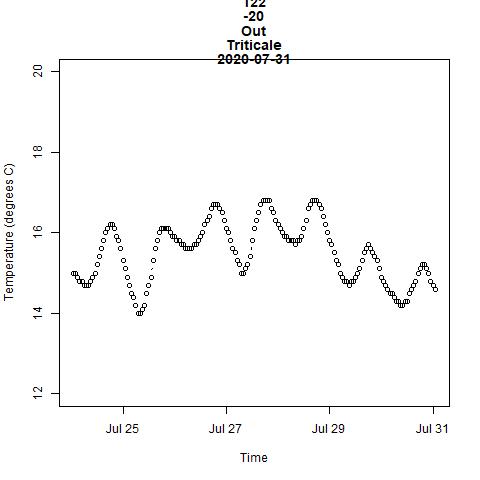 122
-20
Out
Triticale
2020-07-31
20
18
16
14
12
Temperature (degrees C)
Jul 25
Jul 27
Jul 29
Jul 31
Time